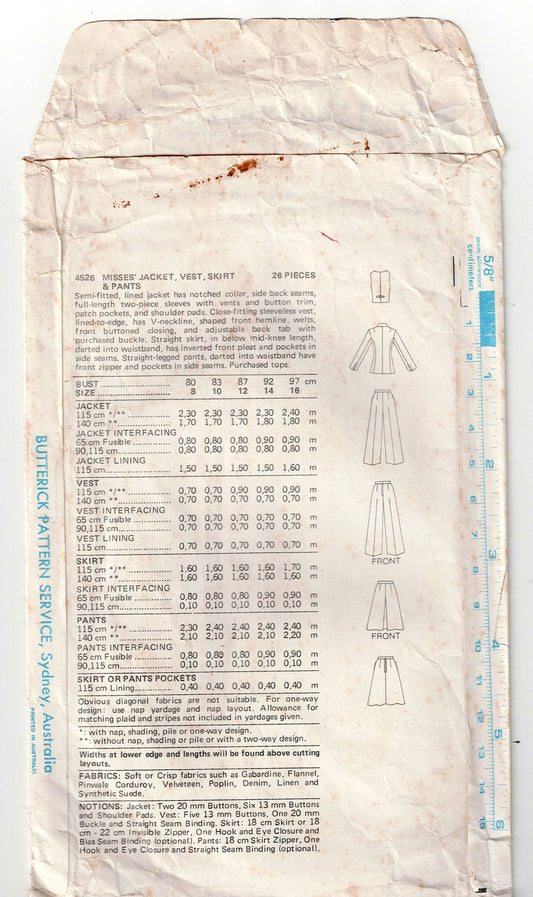 4526 MISSES' JACKET, VEST, SKIRT 26 PIECES
& PANTS
Semi-fitted, lined jacket has notched collar, side back seams,
full-length two-piece sleeves with vents and button trim,
patch pockets, and shoulder pads. Close-fitting sleeveless vest,
lined-to-edge, has V-neckline, shaped front hemline, welts,
front buttoned closing, and adjustable back tab with
purchased buckle. Straight skirt, in below mid-knee length,
darted into waistband, has inverted front pleat and pockets in
side seams. Straight-legged pants, darted into waistband have
front zipper and pockets in side seams. Purchased tops.
BUST 80 83 87 92 97 cm
SIZE 8 10 12 14 16
JACKET
115 cm */** 2,30 2,30 2,30 2,30 2,40 m
140 cm ** 1,70 1,70 1,70 1,80 1,80 m
JACKET INTERFACING
65 cm Fusible 0,80 0,80 0,80 0,90 0,90 m
90,115 cm 0,80 0,80 0,80 0,80 0,80 m
JACKET LINING
115 cm 1,50 1,50 1,50 1,50 1,60 m
VEST
115 cm */** 0,70 0,70 0,90 0,90 0,90 m
140 cm ** 0,70 0,70 0,70 0,70 0,70 m
VEST INTERFACING
65 cm Fusible 0,70 0,70 0,70 0,70 0,70 m
90,115 cm 0,70 0,70 0,70 0,70 0,70 m
VEST LINING
115 cm 0,70 0,70 0,70 0,70 0,70 m
SKIRT
115 cm */** 1,60 1,60 1,60 1,60 1,70 m
140 cm ** 1,60 1,60 1,60 1,60 1,60 m
SKIRT INTERFACING
65 cm Fusible 0,80 0,80 0,80 0,90 0,90 m
90,115 cm 0,10 0,10 0,10 0,10 0,10 m
PANTS
115 cm */** 2,30 2,40 2,40 2,40 2,40 m
140 cm ** 2,10 2,10 2,10 2,10 2,20 m
PANTS INTERFACING
65 cm Fusible 0,80 0,80 0,80 0,90 0,90 m
90,115 cm 0,10 0,10 0,10 0,10 0,10 m
SKIRT OR PANTS POCKETS
115 cm Lining 0,40 0,40 0,40 0,40 0,40 m
Obvious diagonal fabrics are not suitable. For one-way
design: use nap yardage and nap layout. Allowance for
matching plaid and stripes not included in yardages given.
*: with nap, shading, pile or one-way design.
**: without nap, shading or pile or with a two-way design.
Widths at lower edge and lengths will be found above cutting
layouts.
FABRICS: Soft or Crisp fabrics such as Gabardine, Flannel,
Pinwale Corduroy, Velveteen, Poplin, Denim, Linen and
Synthetic Suede.
NOTIONS: Jacket: Two 20 mm Buttons, Six 13 mm Buttons
and Shoulder Pads. Vest: Five 13 mm Buttons, One 20 mm
Buckle and Straight Seam Binding. Skirt: 18 cm Skirt or 18
cm - 22 cm Invisible Zipper, One Hook and Eye Closure and
Bias Seam Binding (optional). Pants: 18 cm Skirt Zipper, One
Hook and Eye Closure and Straight Seam Binding (optional).
FRONT
FRONT
BUTTERICK PATTERN SERVICE, Sydney, Australia
PRINTED IN AUSTRALIA
5/8"
seam allowance
centimeters
1
2
3
4
5
6
7
8
9
10
11
12
13
14
15
1
2
3
4
5